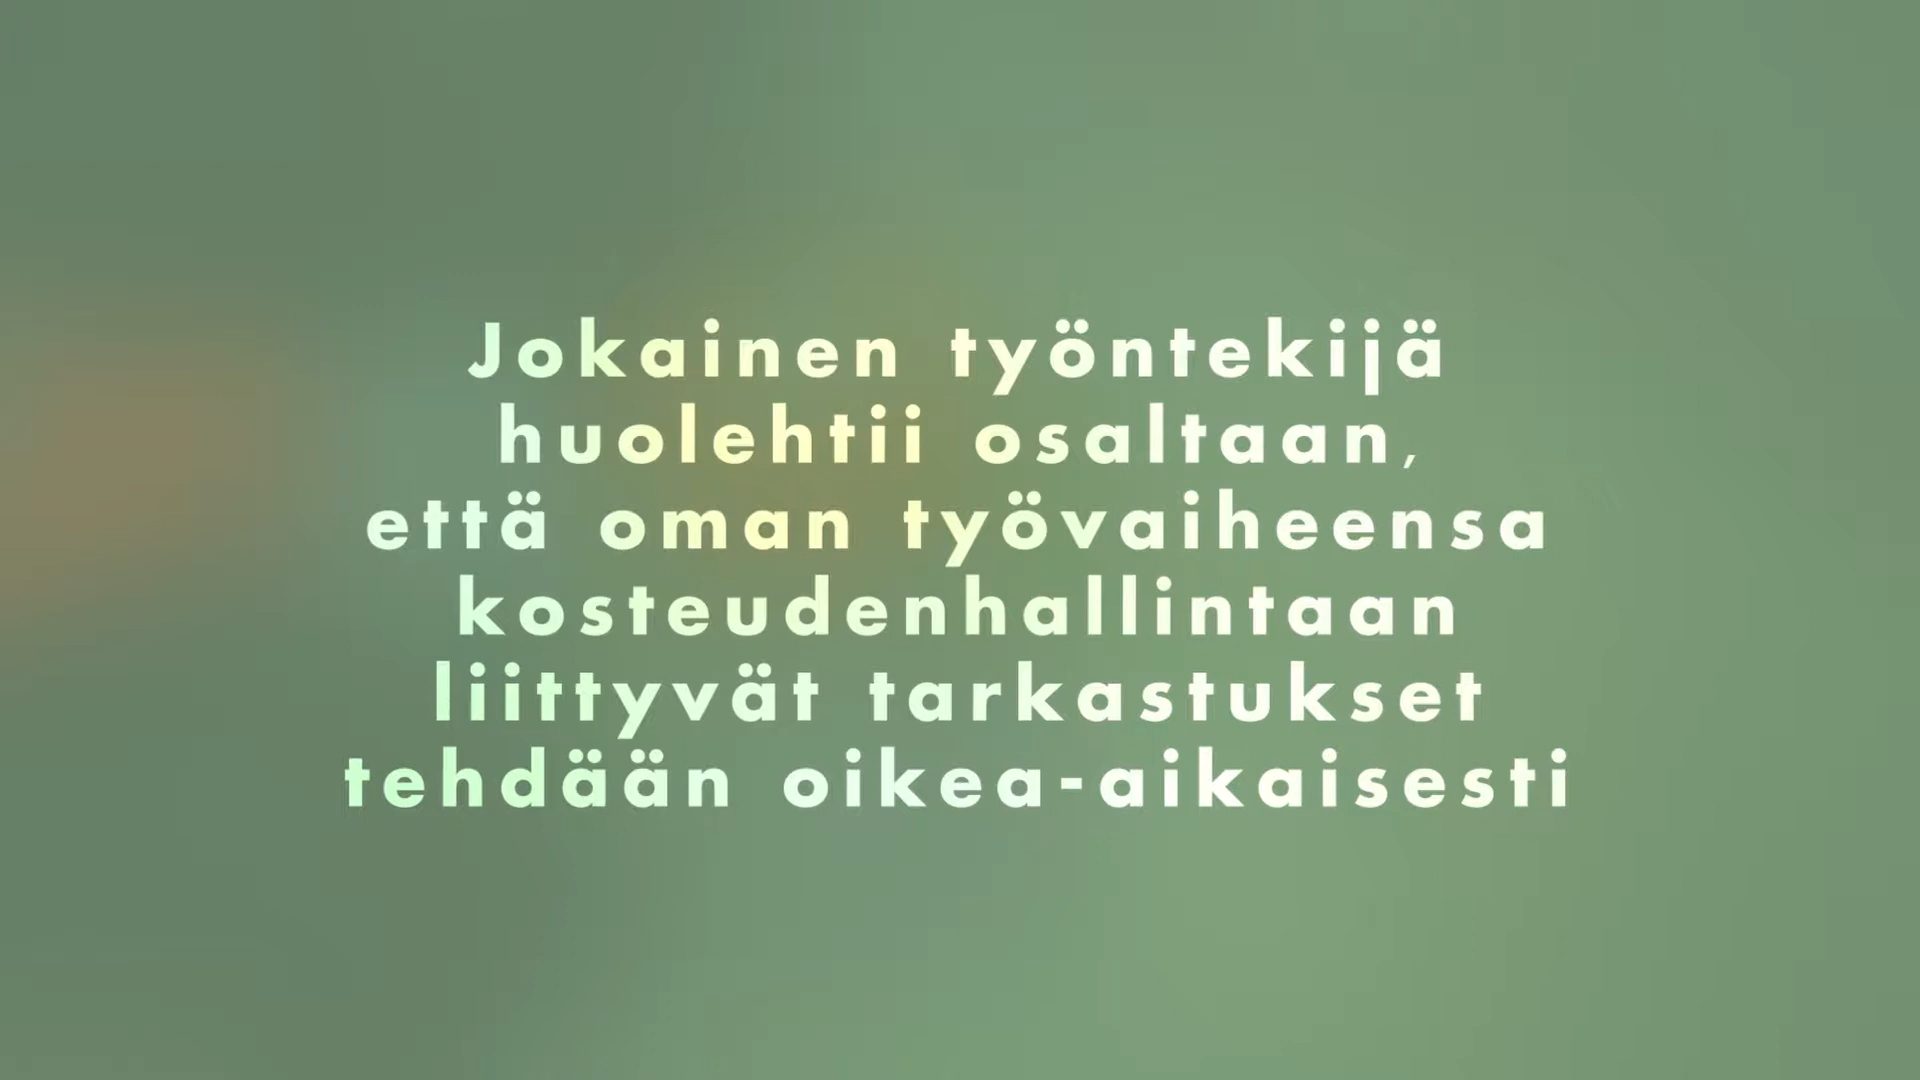 Jokainen työntekijä
huolehtii osaltaan,
että oman työvaiheensa
kosteudenhallintaan
liittyvät tarkastukset
tehdään oikea-aikaisesti